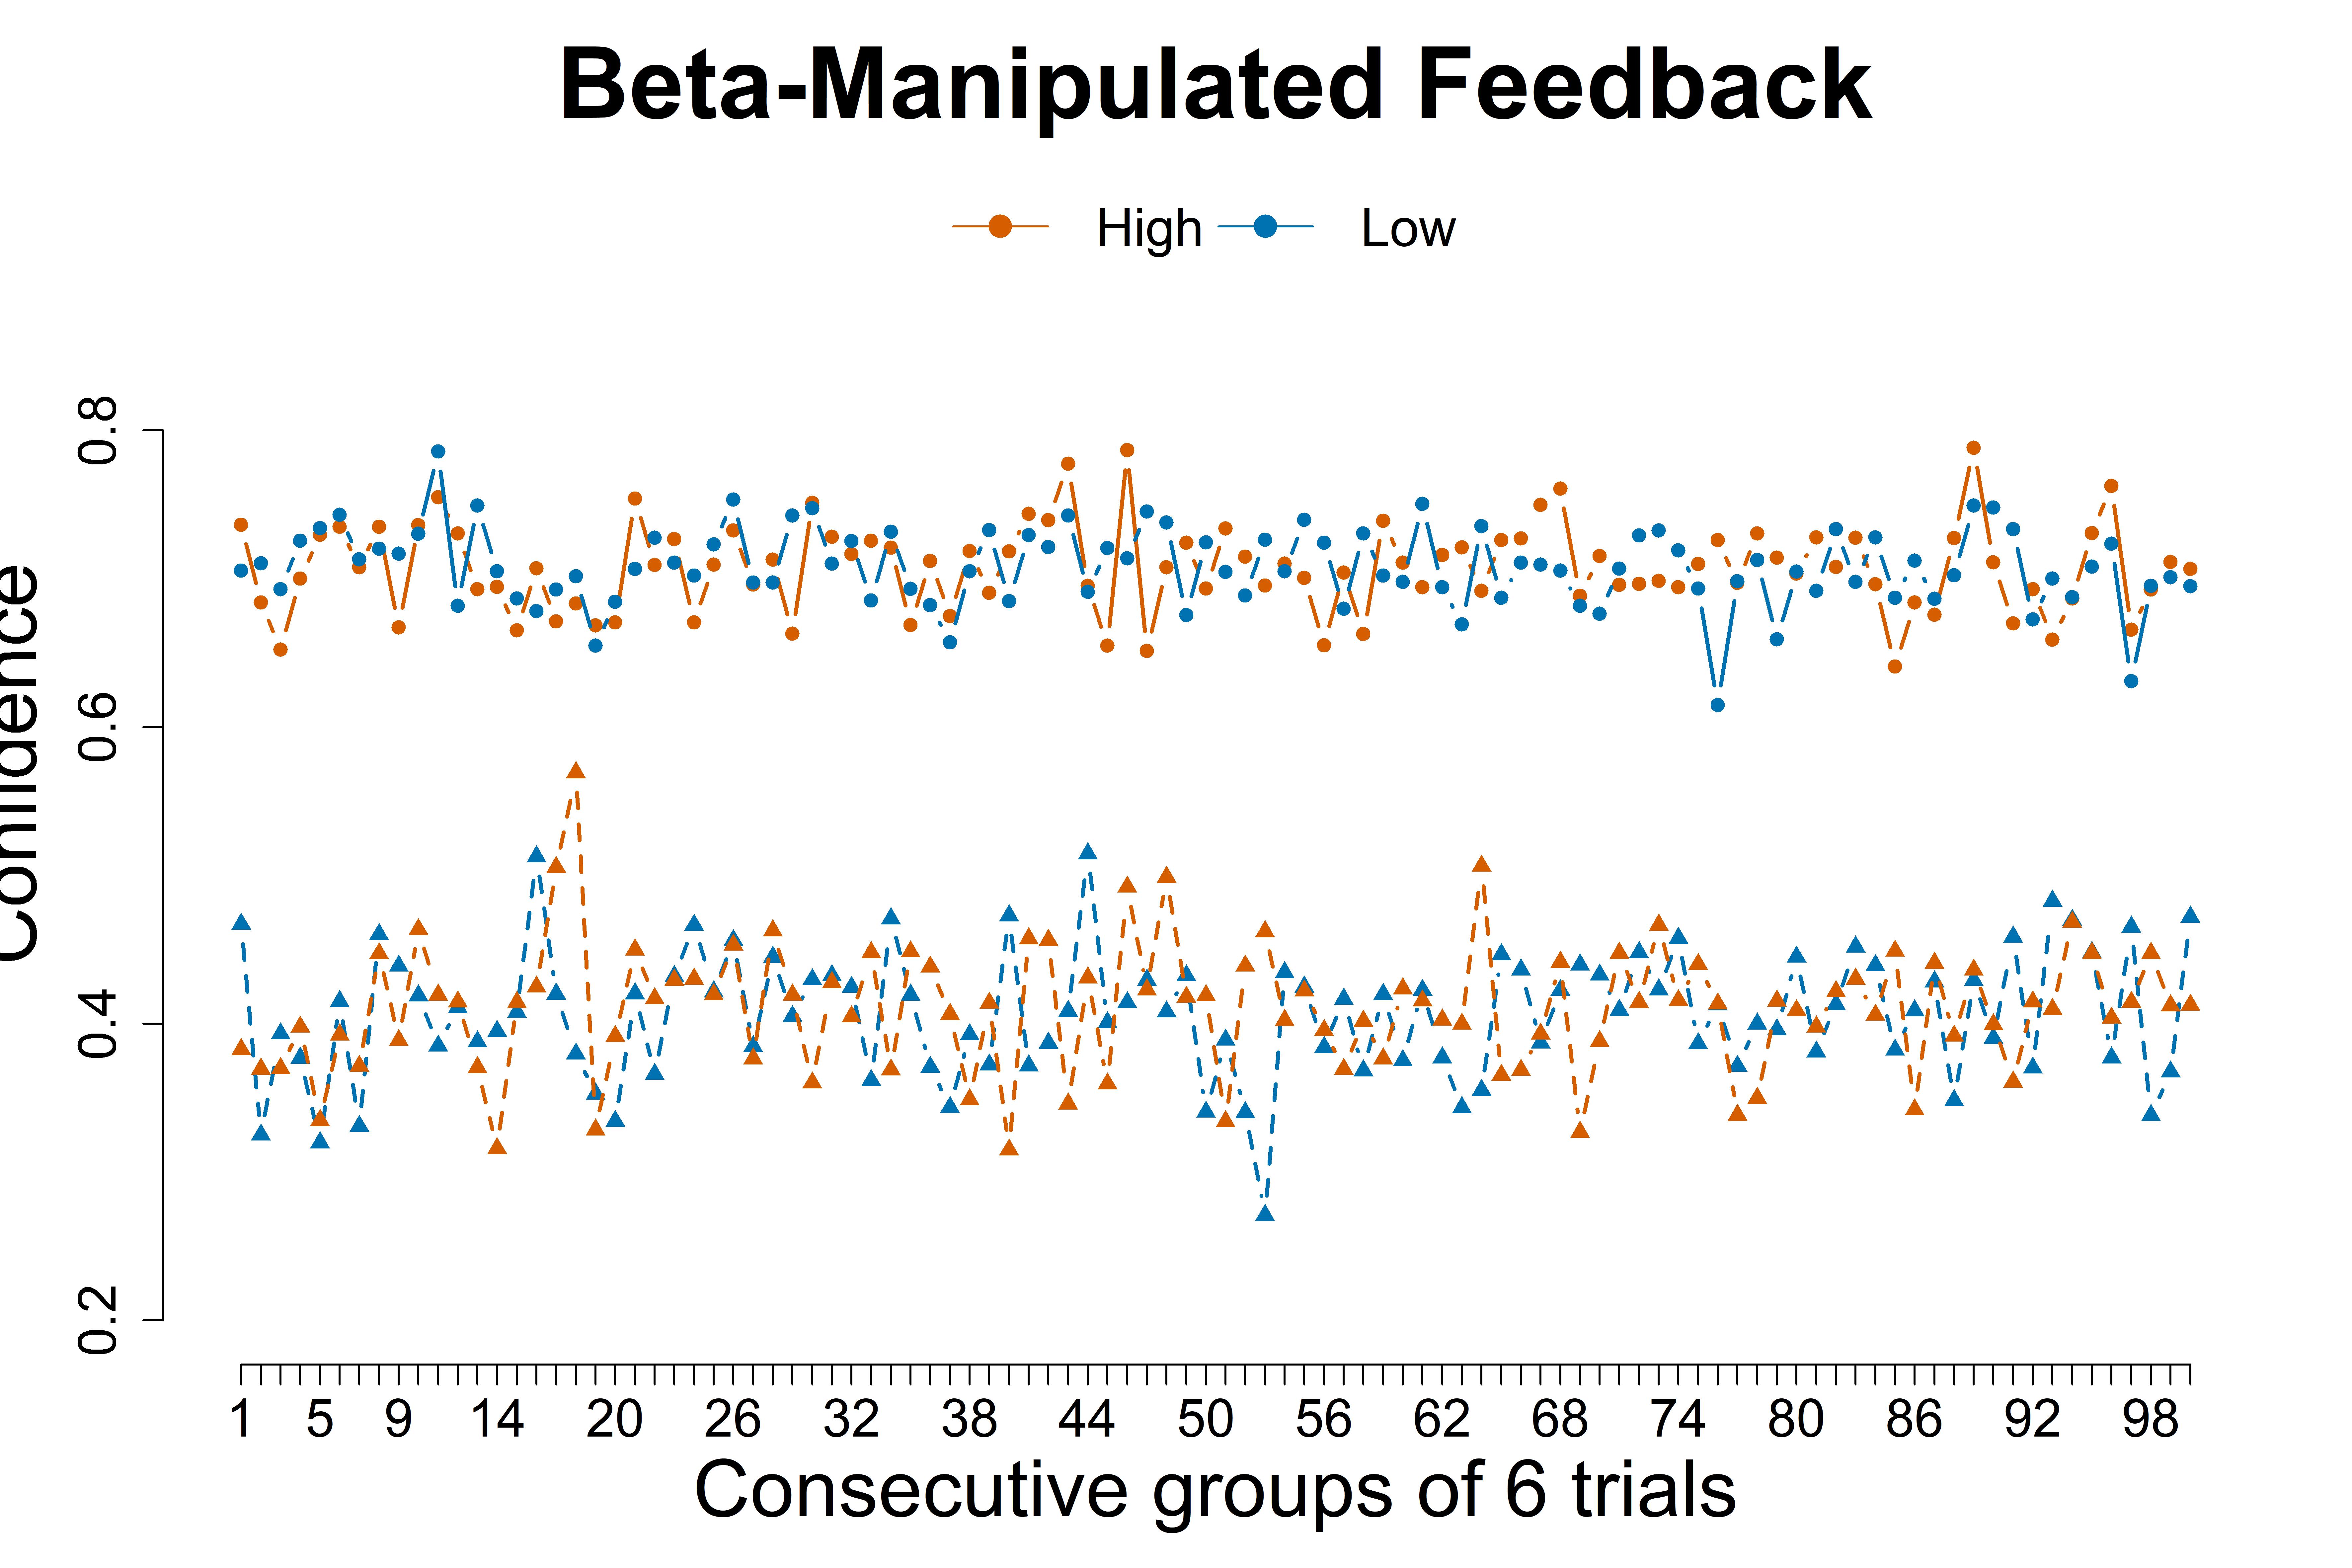 Beta-Manipulated Feedback
High Low
Confidence
0.8
0.6
0.4
0.2
1 5 9 14 20 26 32 38 44 50 56 62 68 74 80 86 92 98
Consecutive groups of 6 trials